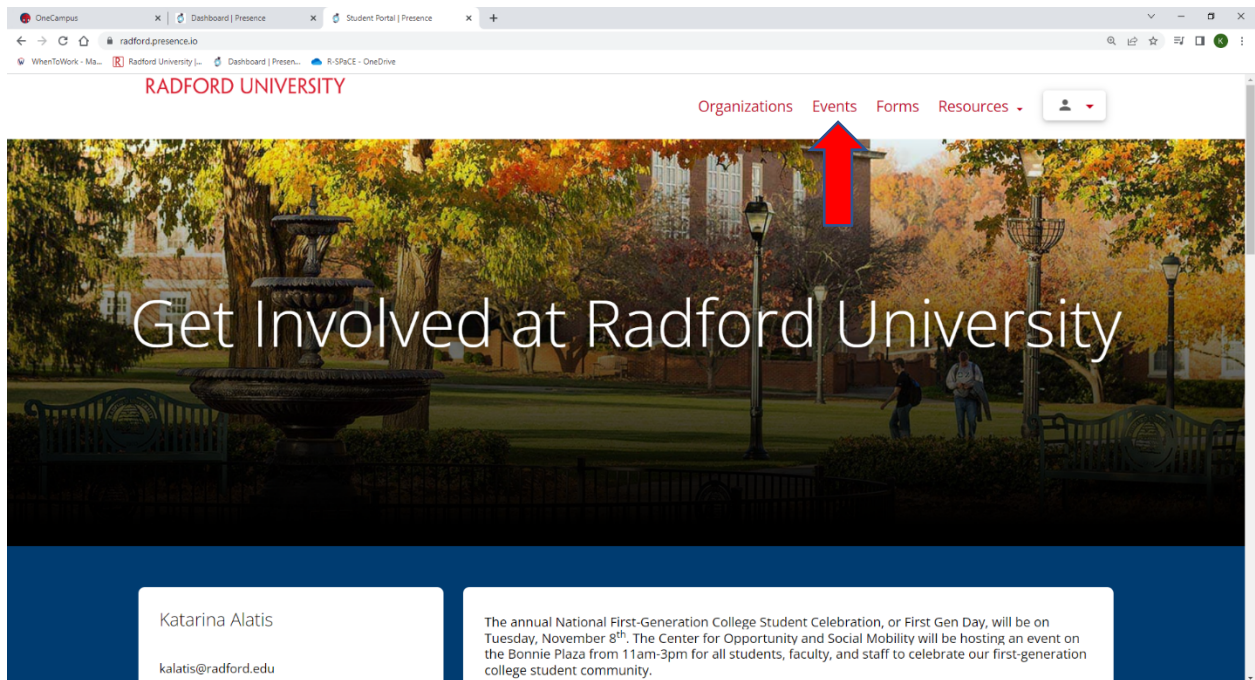 OneCampus
Dashboard | Presence
Student Portal | Presence
radford.presence.io
K
WhenToWork - Ma...
Radford University |...
Dashboard | Presen...
R-SPaCE - OneDrive
RADFORD UNIVERSITY
Organizations Events Forms Resources
Get Involved at Radford University
Katarina Alatis
kalatis@radford.edu
The annual National First-Generation College Student Celebration, or First Gen Day, will be on
Tuesday, November 8th. The Center for Opportunity and Social Mobility will be hosting an event on
the Bonnie Plaza from 11am-3pm for all students, faculty, and staff to celebrate our first-generation
college student community.